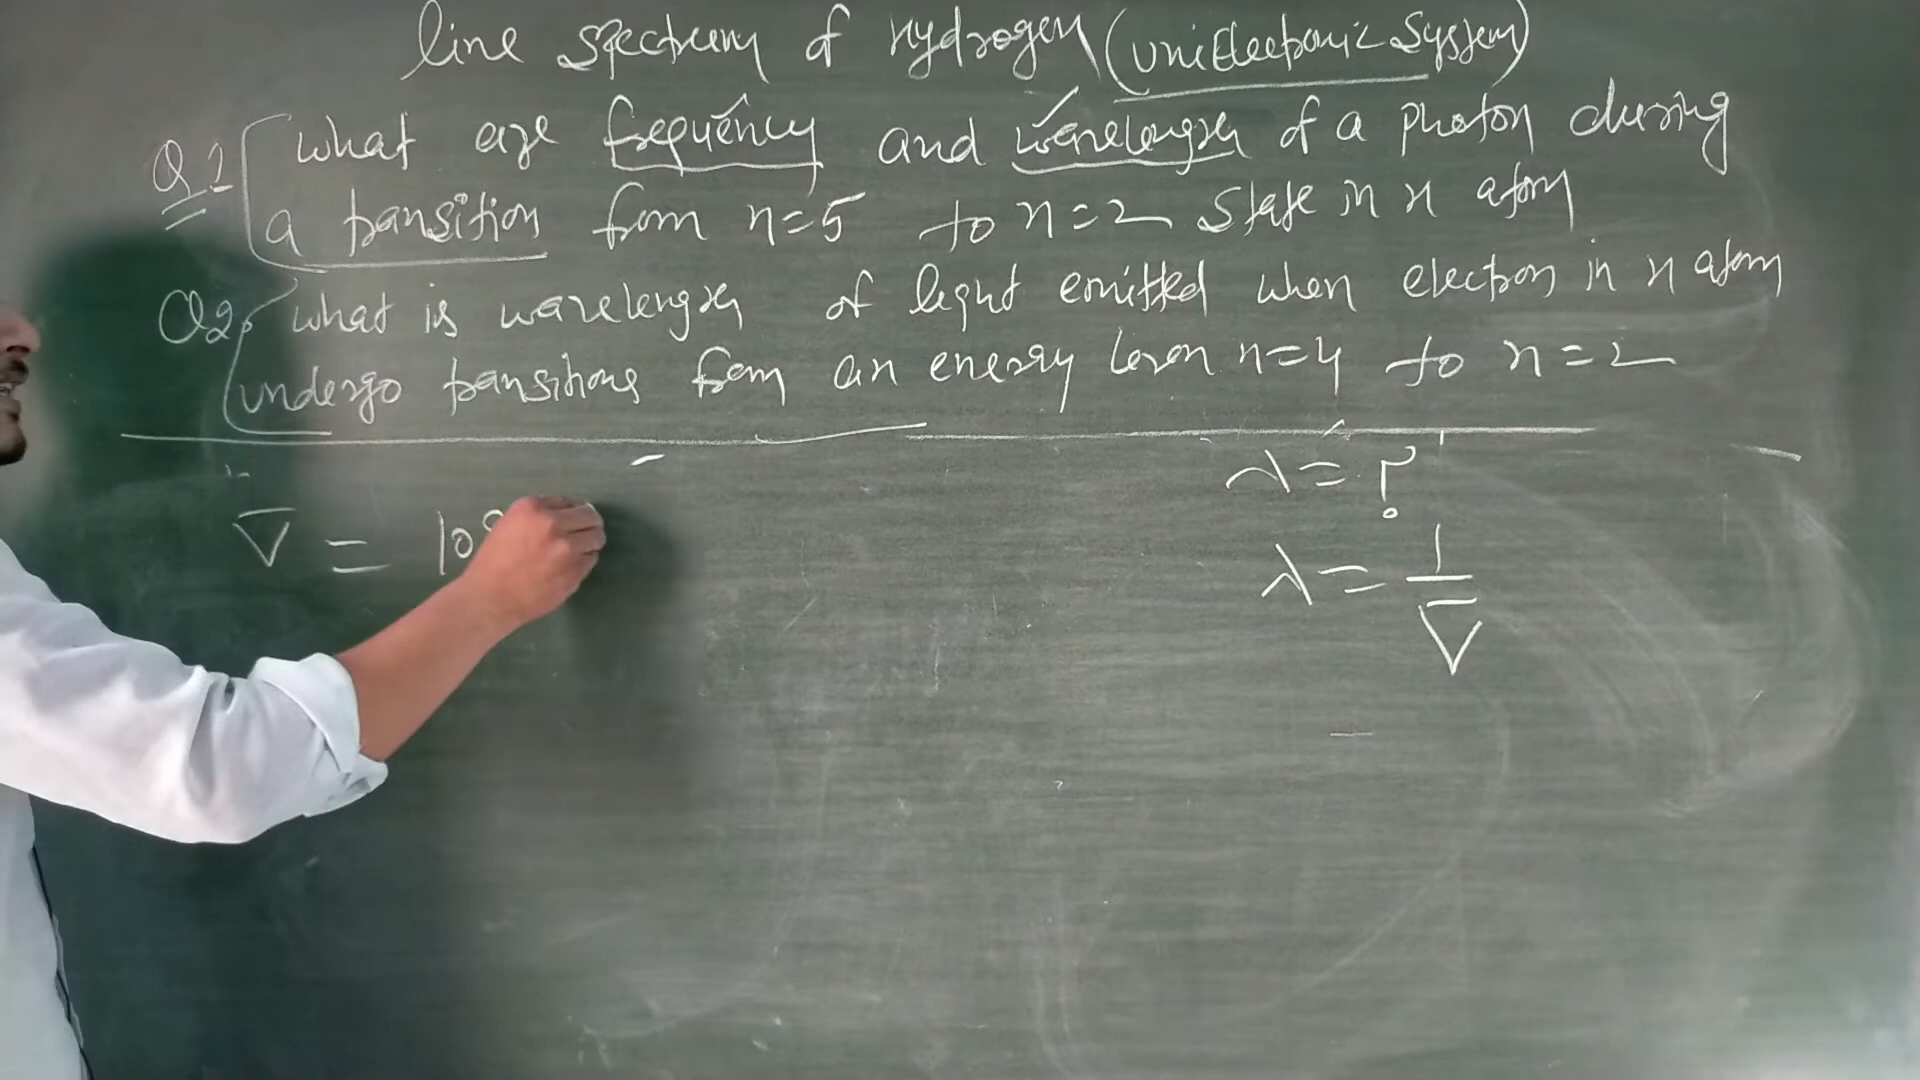 line spectrum of Hydrogen (UniElectronic System)
Q.1 what are frequency and wavelength of a photon during
a transition from n=5 to n=2 state in H atom
Q2. what is wavelength of light emitted when electron in H atom
undergo transitions from an energy n=4 to n=2
λ=?
ν̅ = 10
λ = 1/ν̅